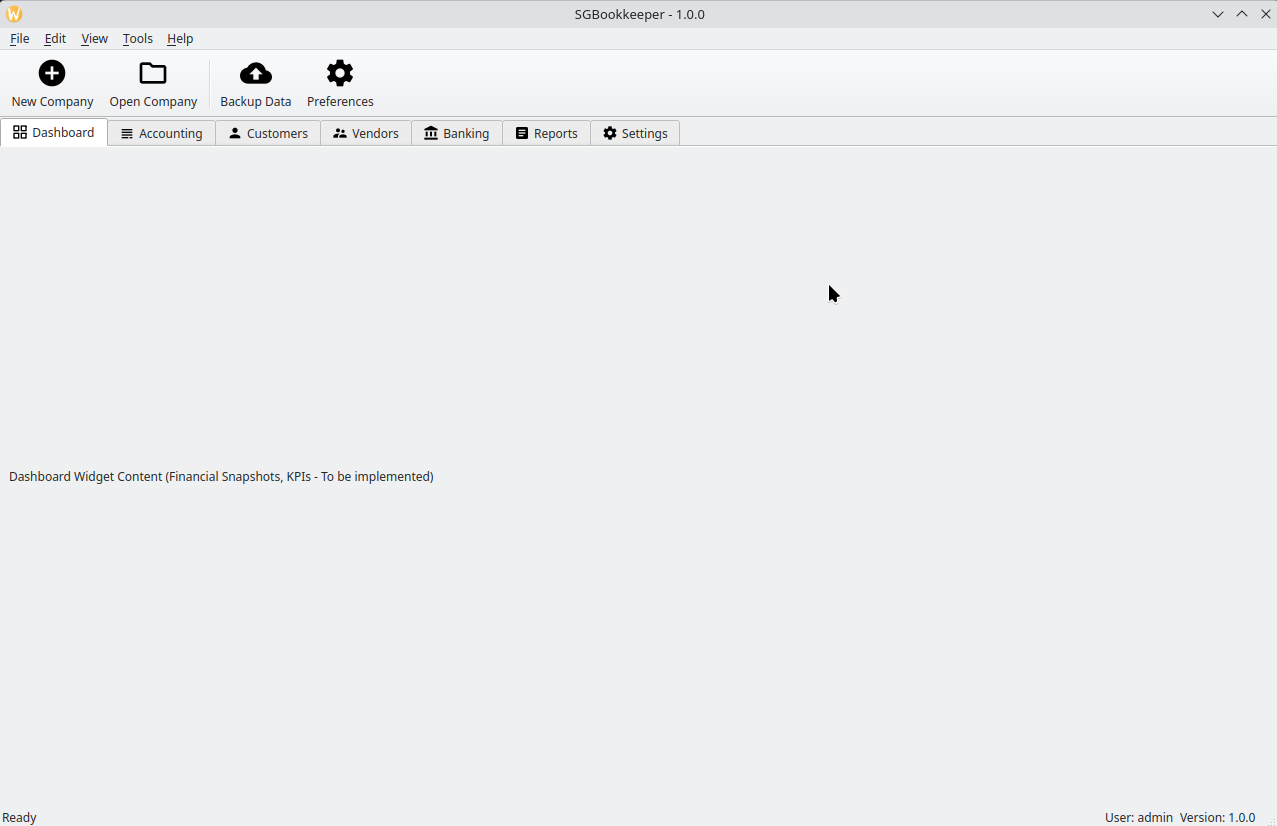 W
SGBookkeeper - 1.0.0
File Edit View Tools Help
New Company Open Company Backup Data Preferences
Dashboard Accounting Customers Vendors Banking Reports Settings
Dashboard Widget Content (Financial Snapshots, KPIs - To be implemented)
Ready User: admin Version: 1.0.0